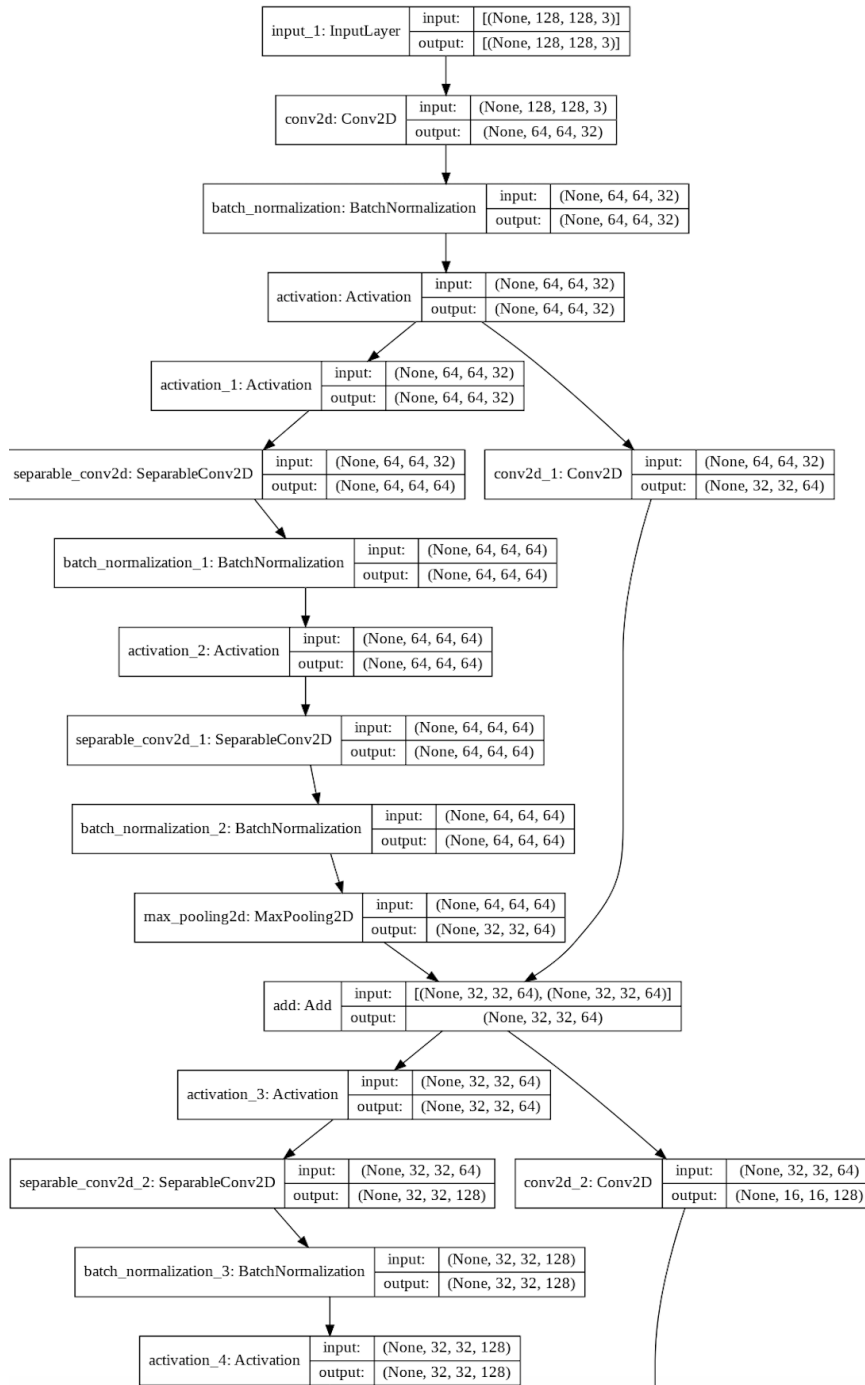 input_1: InputLayer input: [(None, 128, 128, 3)]
output: [(None, 128, 128, 3)]
conv2d: Conv2D input: (None, 128, 128, 3)
output: (None, 64, 64, 32)
batch_normalization: BatchNormalization input: (None, 64, 64, 32)
output: (None, 64, 64, 32)
activation: Activation input: (None, 64, 64, 32)
output: (None, 64, 64, 32)
activation_1: Activation input: (None, 64, 64, 32)
output: (None, 64, 64, 32)
separable_conv2d: SeparableConv2D input: (None, 64, 64, 32)
output: (None, 64, 64, 64)
conv2d_1: Conv2D input: (None, 64, 64, 32)
output: (None, 32, 32, 64)
batch_normalization_1: BatchNormalization input: (None, 64, 64, 64)
output: (None, 64, 64, 64)
activation_2: Activation input: (None, 64, 64, 64)
output: (None, 64, 64, 64)
separable_conv2d_1: SeparableConv2D input: (None, 64, 64, 64)
output: (None, 64, 64, 64)
batch_normalization_2: BatchNormalization input: (None, 64, 64, 64)
output: (None, 64, 64, 64)
max_pooling2d: MaxPooling2D input: (None, 64, 64, 64)
output: (None, 32, 32, 64)
add: Add input: [(None, 32, 32, 64), (None, 32, 32, 64)]
output: (None, 32, 32, 64)
activation_3: Activation input: (None, 32, 32, 64)
output: (None, 32, 32, 64)
separable_conv2d_2: SeparableConv2D input: (None, 32, 32, 64)
output: (None, 32, 32, 128)
conv2d_2: Conv2D input: (None, 32, 32, 64)
output: (None, 16, 16, 128)
batch_normalization_3: BatchNormalization input: (None, 32, 32, 128)
output: (None, 32, 32, 128)
activation_4: Activation input: (None, 32, 32, 128)
output: (None, 32, 32, 128)